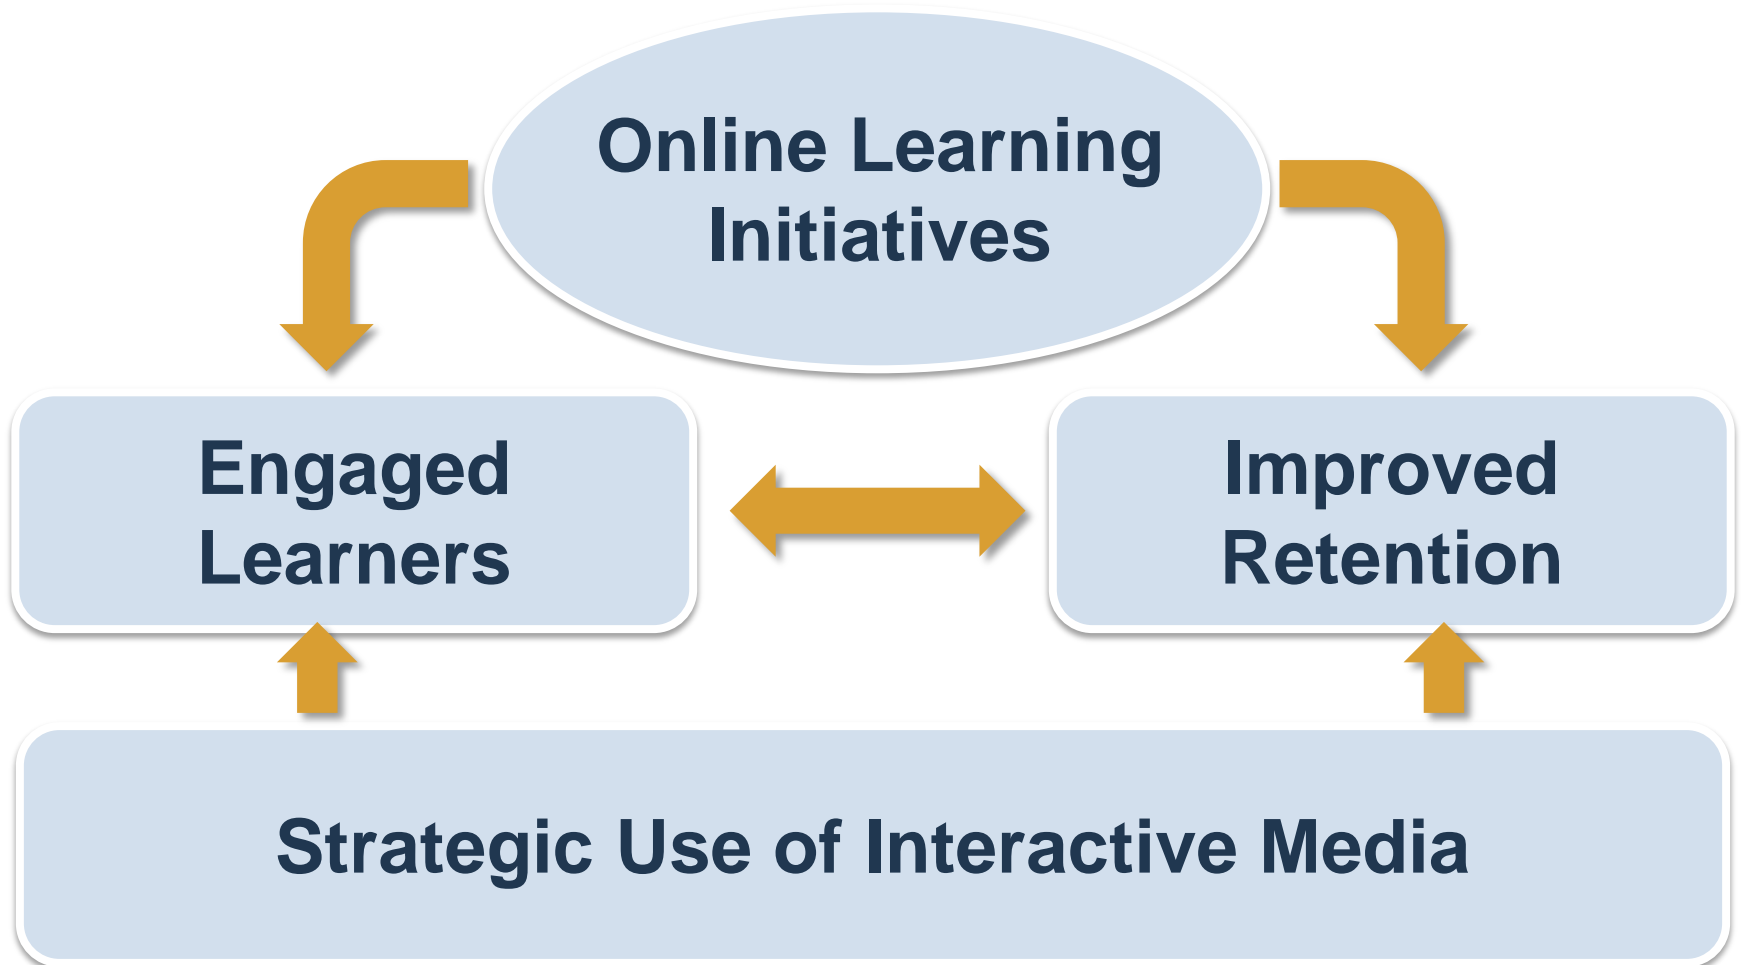 Online Learning
Initiatives
Engaged
Learners
Improved
Retention
Strategic Use of Interactive Media